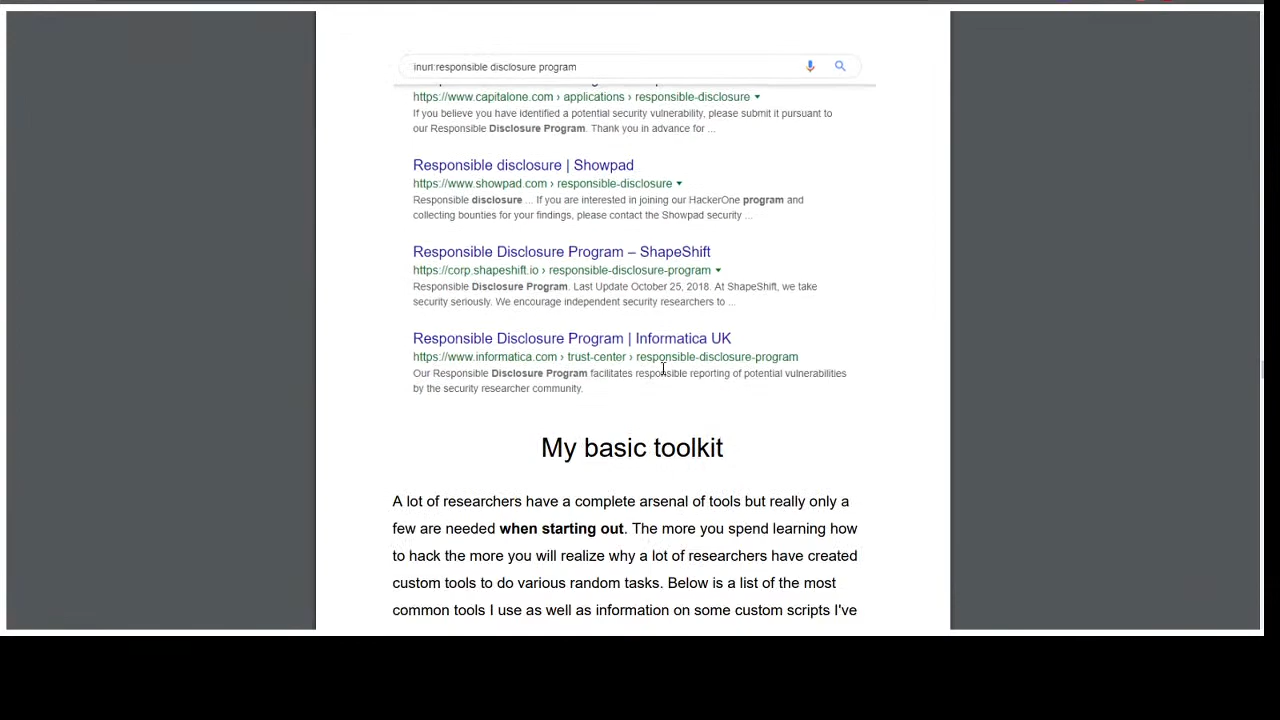 inurl:responsible disclosure program
https://www.capitalone.com › applications › responsible-disclosure
If you believe you have identified a potential security vulnerability, please submit it pursuant to
our Responsible Disclosure Program. Thank you in advance for ...
Responsible disclosure | Showpad
https://www.showpad.com › responsible-disclosure
Responsible disclosure ... If you are interested in joining our HackerOne program and
collecting bounties for your findings, please contact the Showpad security ...
Responsible Disclosure Program – ShapeShift
https://corp.shapeshift.io › responsible-disclosure-program
Responsible Disclosure Program. Last Update October 25, 2018. At ShapeShift, we take
security seriously. We encourage independent security researchers to ...
Responsible Disclosure Program | Informatica UK
https://www.informatica.com › trust-center › responsible-disclosure-program
Our Responsible Disclosure Program facilitates responsible reporting of potential vulnerabilities
by the security researcher community.
My basic toolkit
A lot of researchers have a complete arsenal of tools but really only a
few are needed when starting out. The more you spend learning how
to hack the more you will realize why a lot of researchers have created
custom tools to do various random tasks. Below is a list of the most
common tools I use as well as information on some custom scripts I've